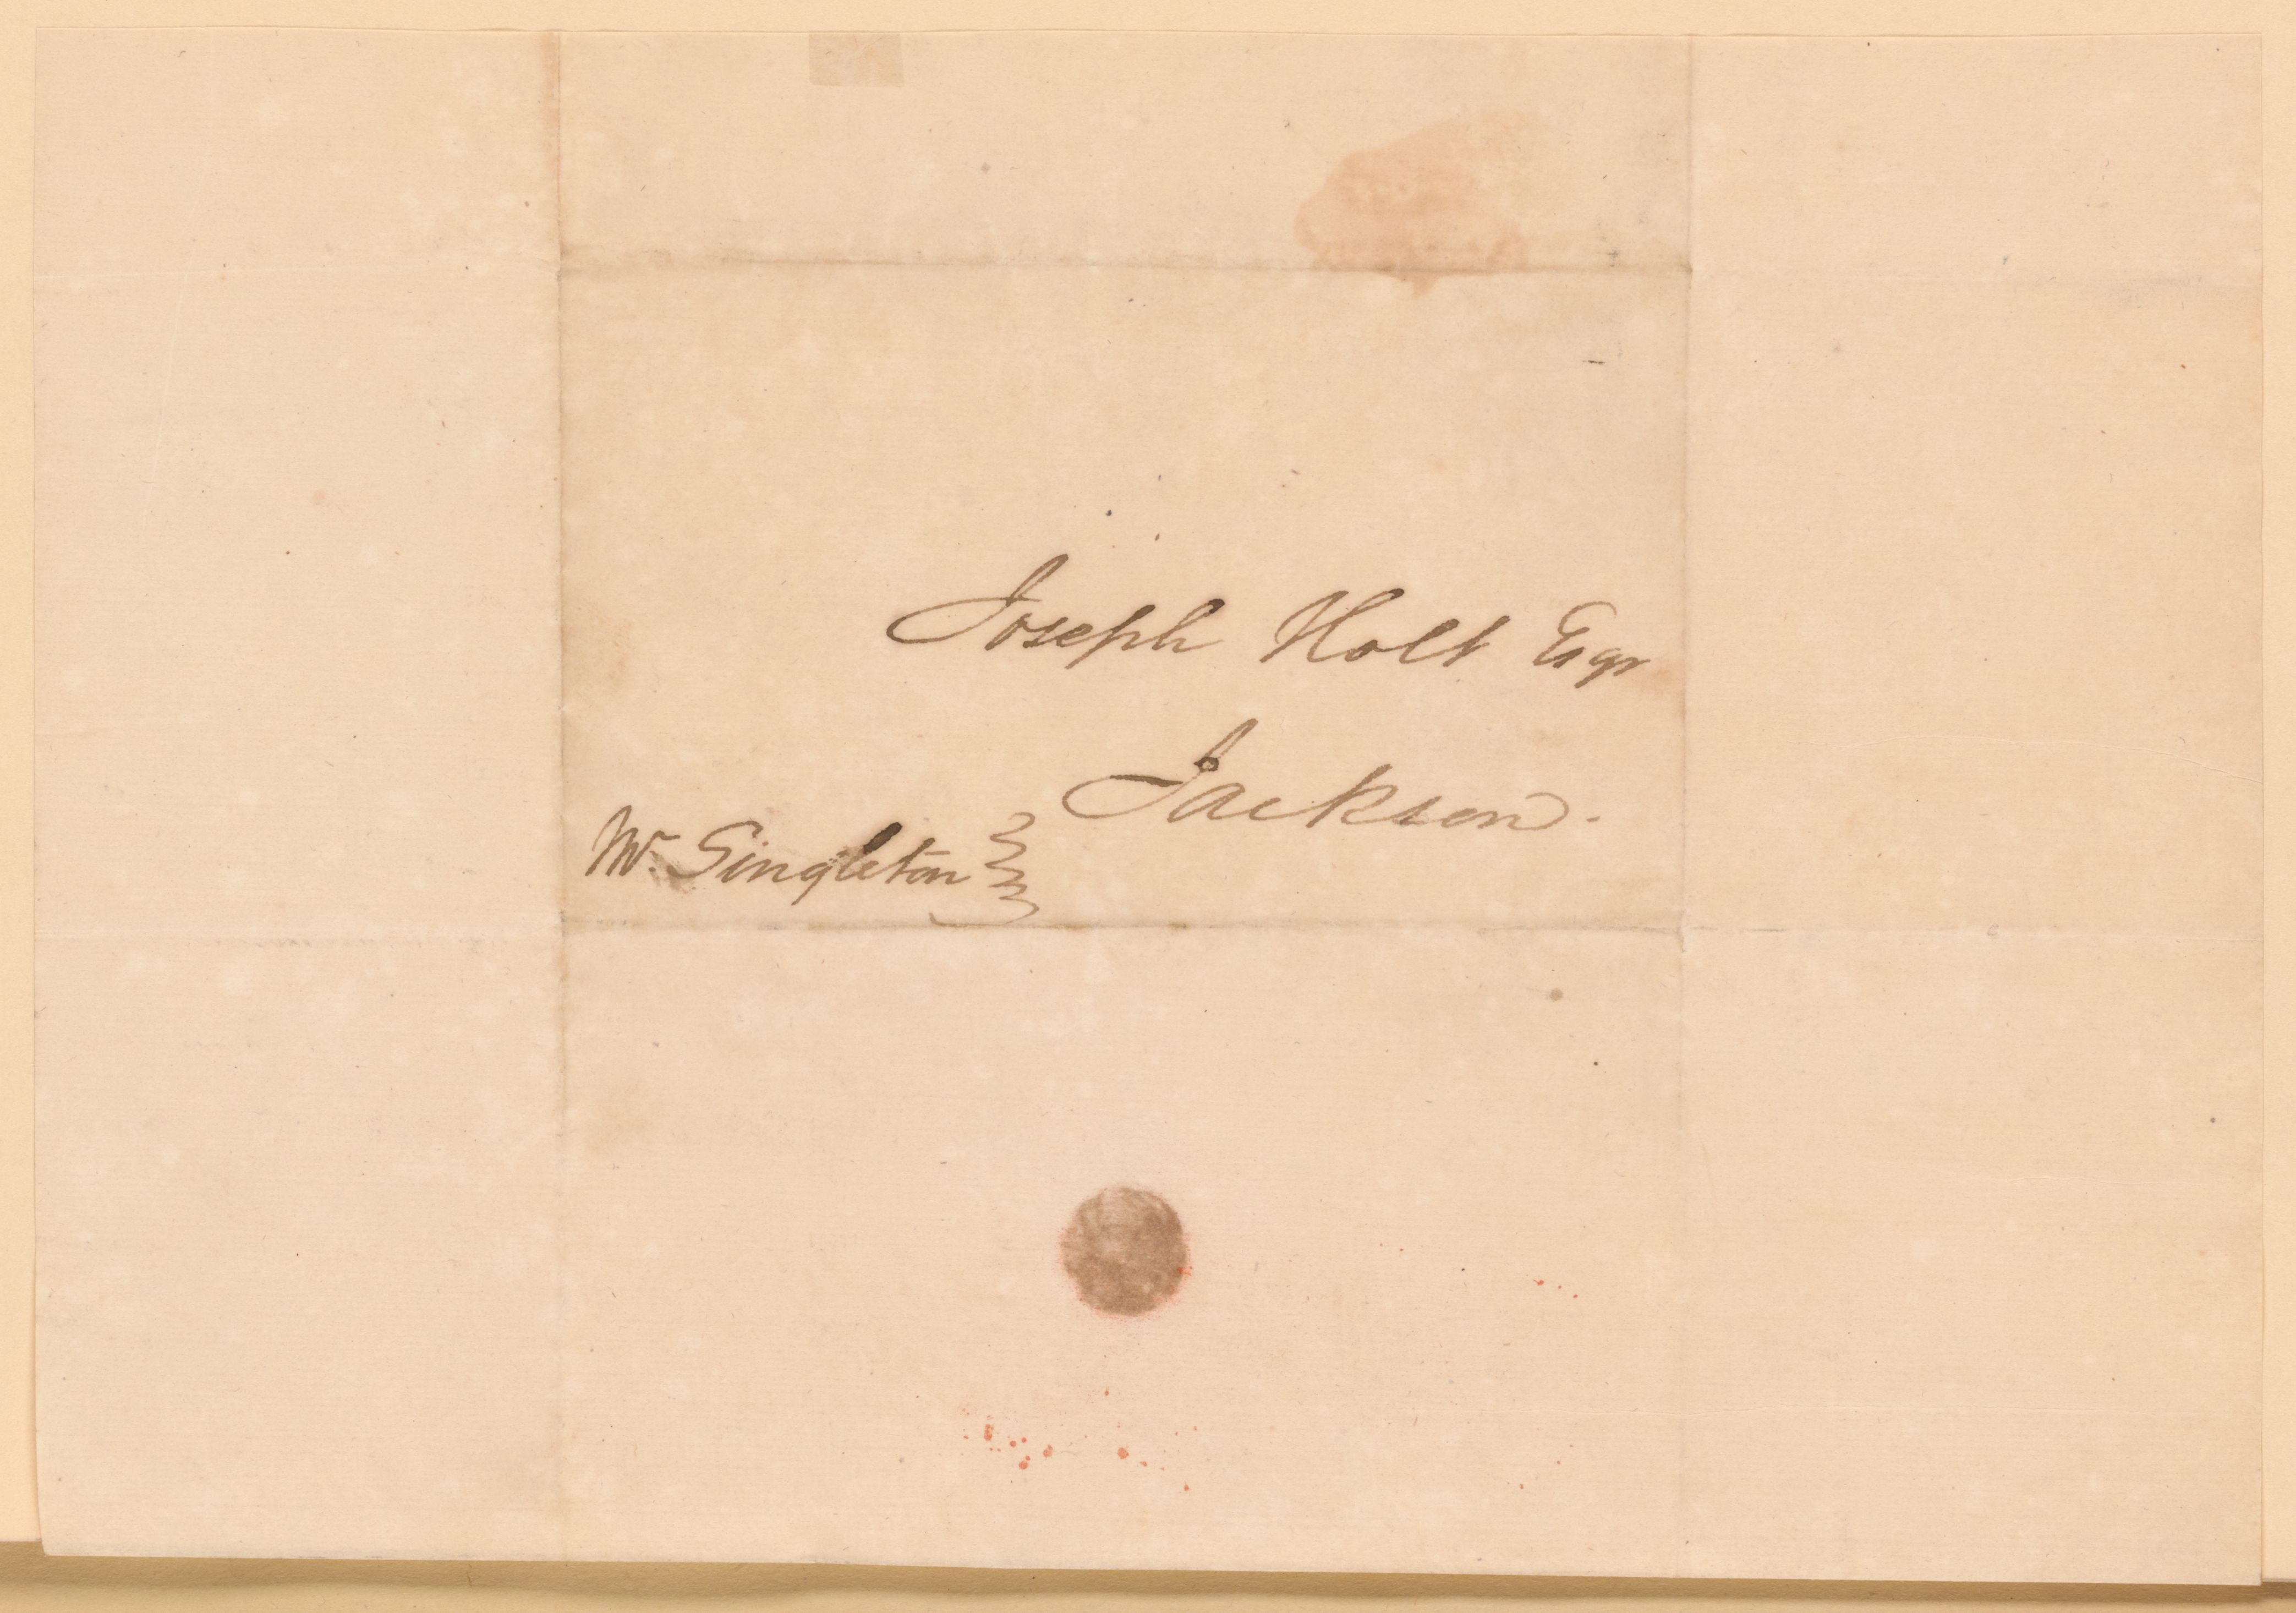 Joseph Holt Esqr
Jackson.
Mr. Singleton